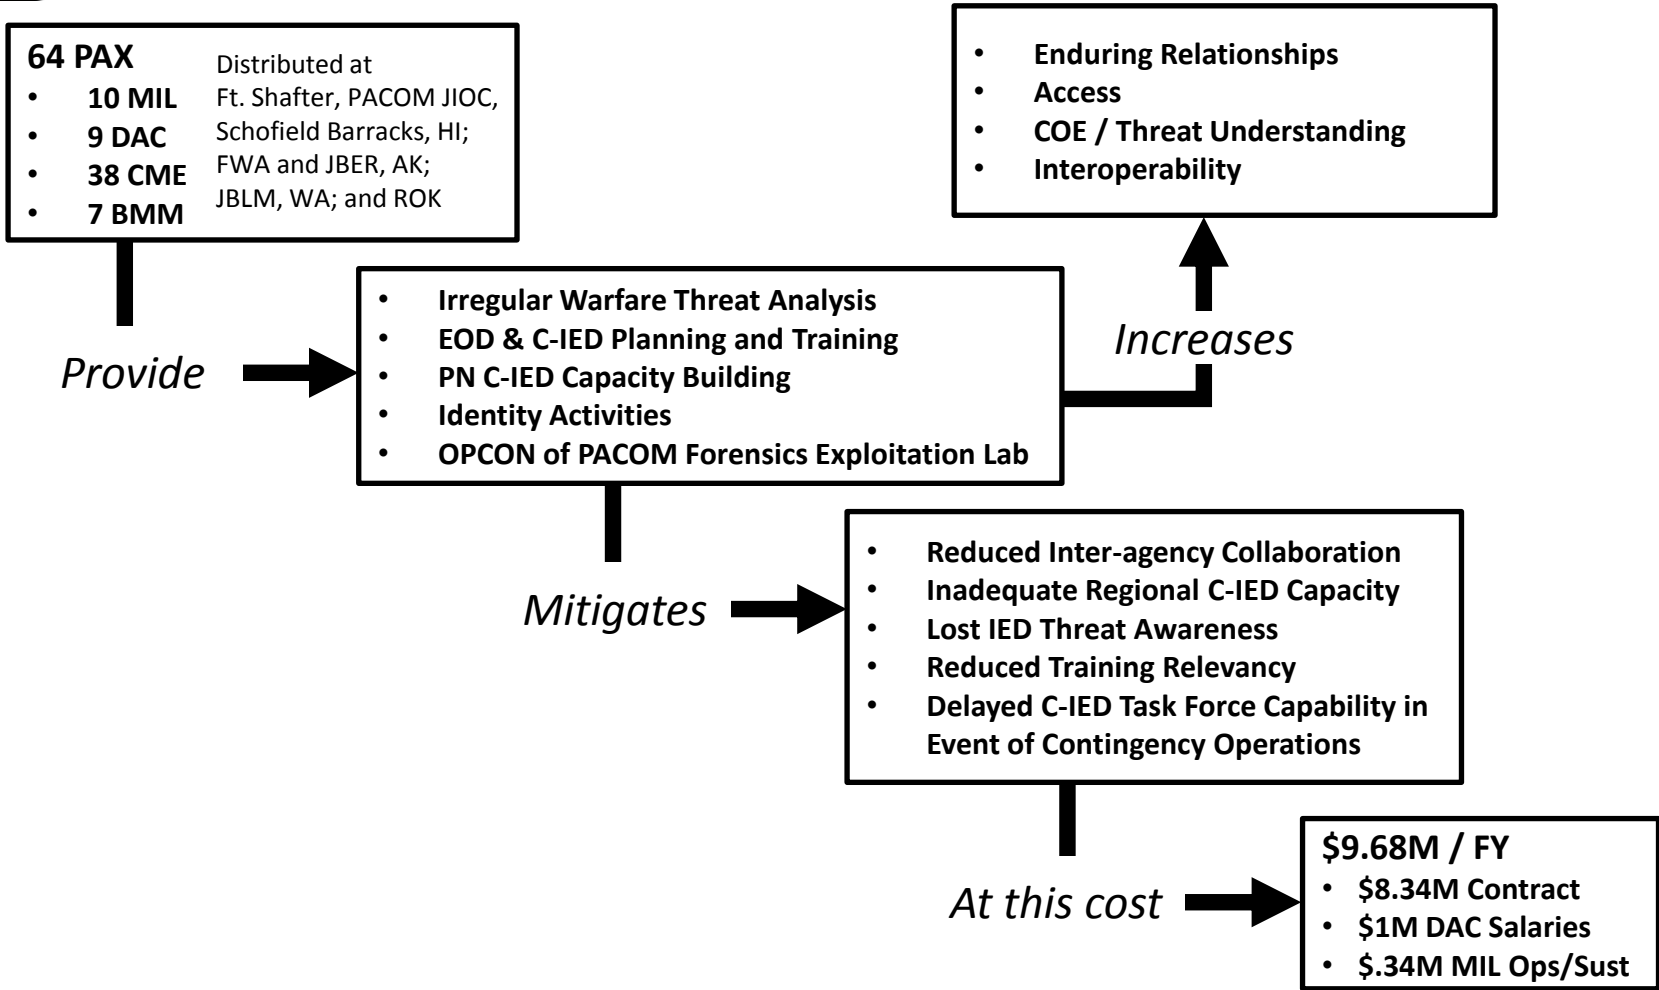 64 PAX
• 10 MIL
• 9 DAC
• 38 CME
• 7 BMM
Distributed at
Ft. Shafter, PACOM JIOC,
Schofield Barracks, HI;
FWA and JBER, AK;
JBLM, WA; and ROK
• Enduring Relationships
• Access
• COE / Threat Understanding
• Interoperability
Provide
• Irregular Warfare Threat Analysis
• EOD & C-IED Planning and Training
• PN C-IED Capacity Building
• Identity Activities
• OPCON of PACOM Forensics Exploitation Lab
Increases
Mitigates
• Reduced Inter-agency Collaboration
• Inadequate Regional C-IED Capacity
• Lost IED Threat Awareness
• Reduced Training Relevancy
• Delayed C-IED Task Force Capability in
Event of Contingency Operations
At this cost
$9.68M / FY
• $8.34M Contract
• $1M DAC Salaries
• $.34M MIL Ops/Sust